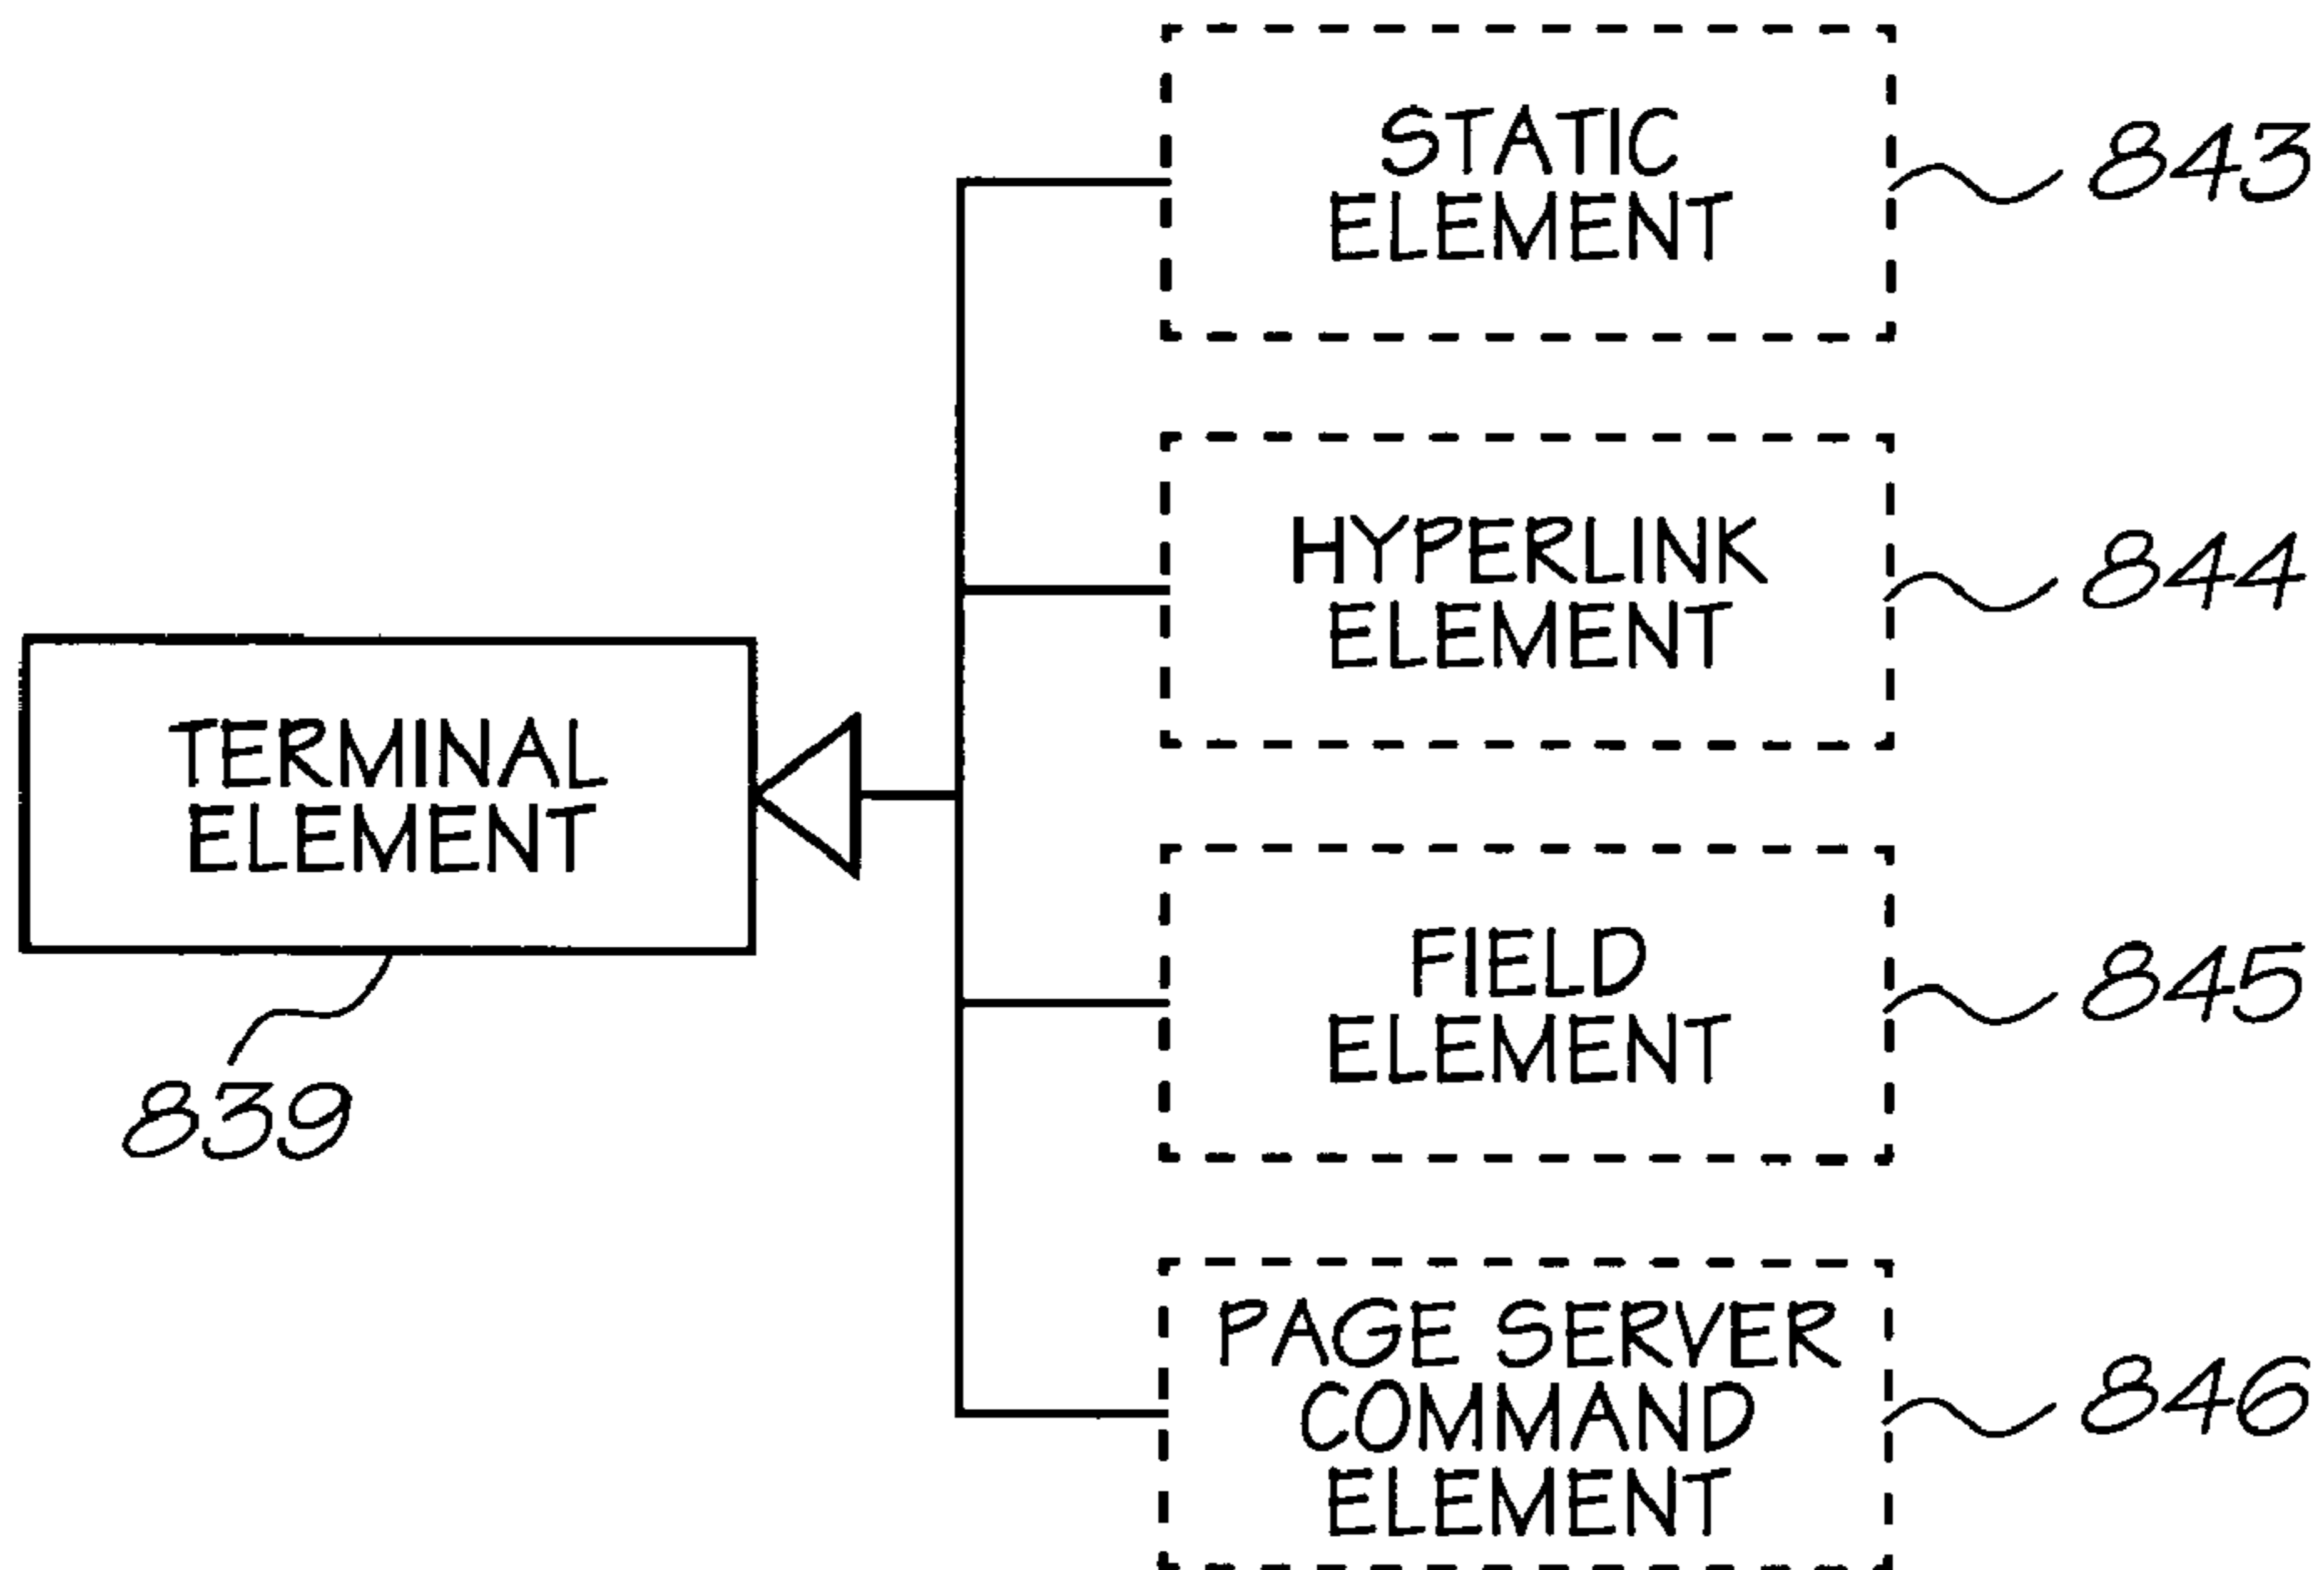 STATIC
ELEMENT
843
HYPERLINK
ELEMENT
844
TERMINAL
ELEMENT
839
FIELD
ELEMENT
845
PAGE SERVER
COMMAND
ELEMENT
846